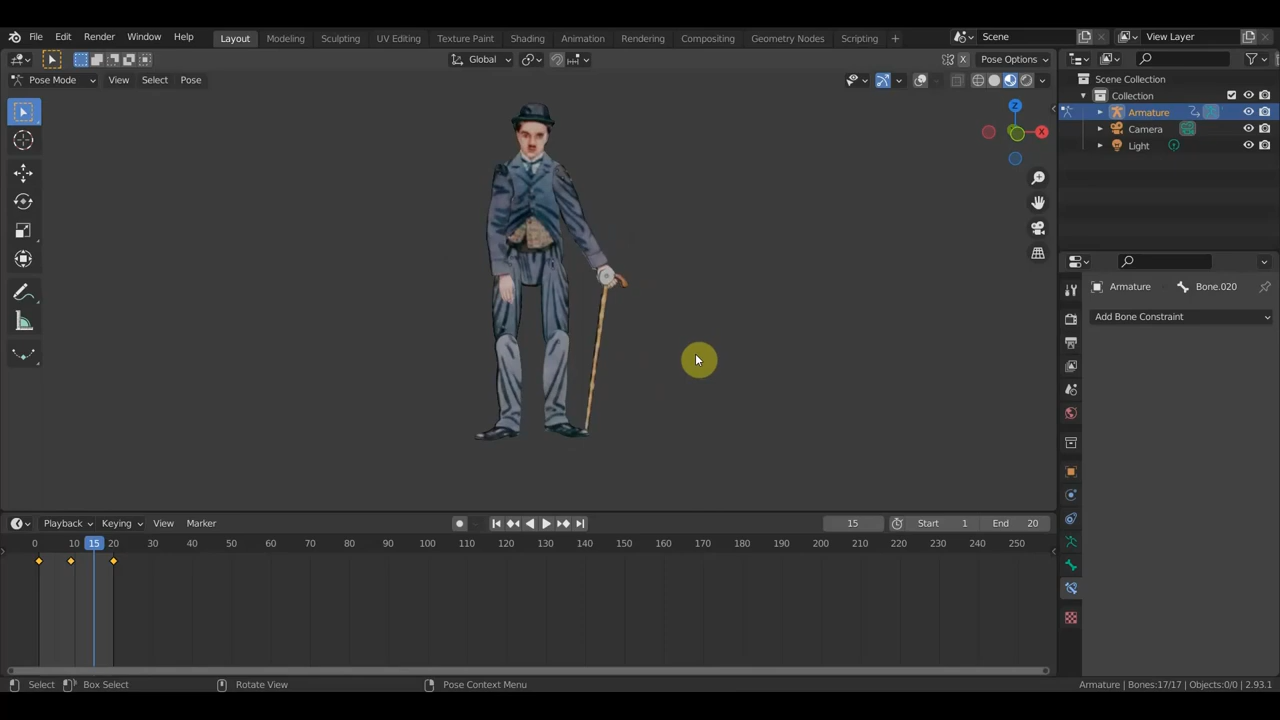 File Edit Render Window Help Layout Modeling Sculpting UV Editing Texture Paint Shading Animation Rendering Compositing Geometry Nodes Scripting + Scene View Layer
Global X Pose Options
Pose Mode View Select Pose
Z
X
Scene Collection
Collection
Armature
Camera
Light
Armature Bone.020
Add Bone Constraint
Playback Keying View Marker 15 Start 1 End 20
0 10 15 20 30 40 50 60 70 80 90 100 110 120 130 140 150 160 170 180 190 200 210 220 230 240 250
Select Box Select Rotate View Pose Context Menu Armature | Bones:17/17 | Objects:0/0 | 2.93.1